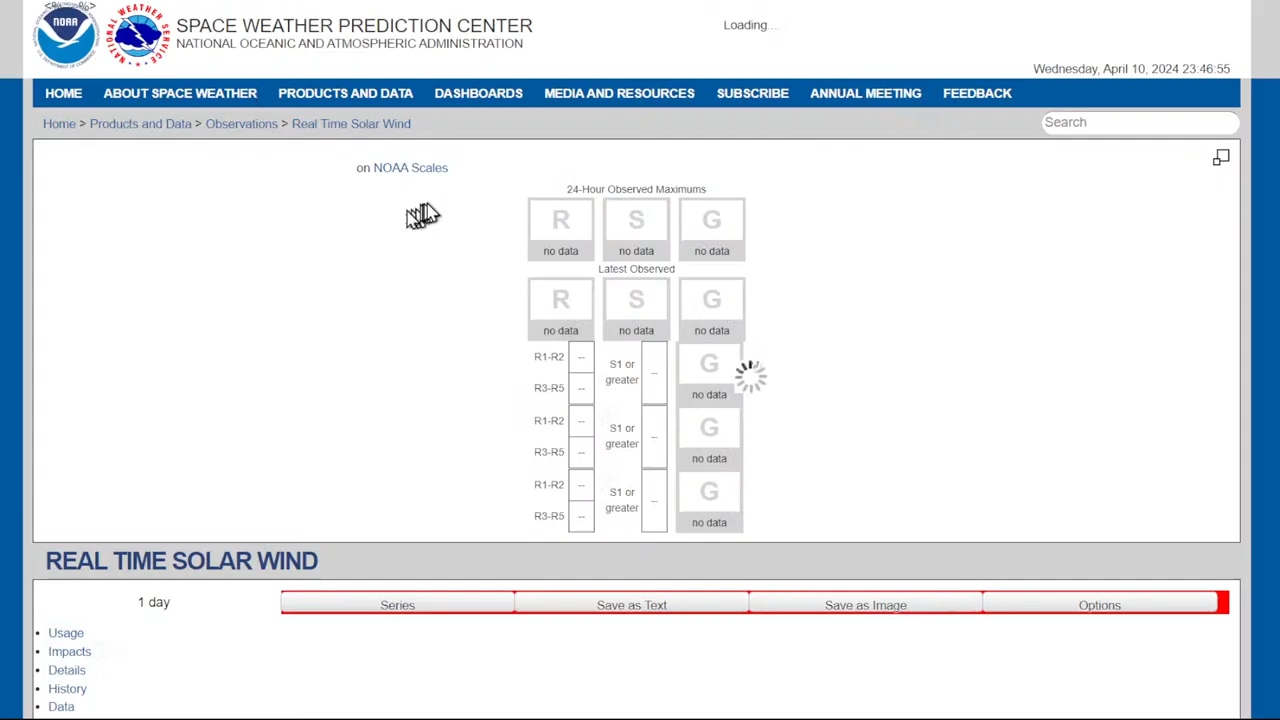 NOAA
NATIONAL WEATHER SERVICE
SPACE WEATHER PREDICTION CENTER
NATIONAL OCEANIC AND ATMOSPHERIC ADMINISTRATION
Loading...
Wednesday, April 10, 2024 23:46:55
HOME ABOUT SPACE WEATHER PRODUCTS AND DATA DASHBOARDS MEDIA AND RESOURCES SUBSCRIBE ANNUAL MEETING FEEDBACK
Home > Products and Data > Observations > Real Time Solar Wind
Search
on NOAA Scales
24-Hour Observed Maximums
R S G
no data no data no data
Latest Observed
R S G
no data no data no data
R1-R2 -- S1 or greater -- G
R3-R5 -- no data
R1-R2 -- S1 or greater -- G
R3-R5 -- no data
R1-R2 -- S1 or greater -- G
R3-R5 -- no data
REAL TIME SOLAR WIND
1 day
Series Save as Text Save as Image Options
• Usage
• Impacts
• Details
• History
• Data